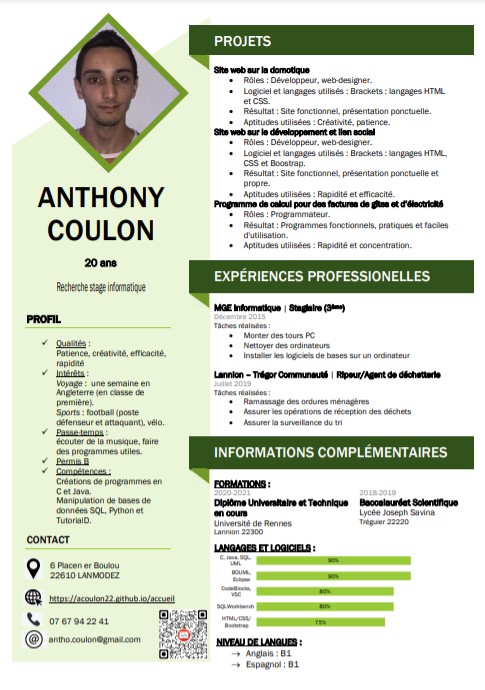 ANTHONY
COULON
20 ans
Recherche stage informatique
PROFIL
✓ Qualités :
Patience, créativité, efficacité,
rapidité
✓ Intérêts :
Voyage : une semaine en
Angleterre (en classe de
première).
Sports : football (poste
défenseur et attaquant), vélo.
✓ Passe-temps :
écouter de la musique, faire
des programmes utiles.
✓ Permis B
✓ Compétences :
Créations de programmes en
C et Java.
Manipulation de bases de
données SQL, Python et
TutorialD.
CONTACT
6 Placen er Boulou
22610 LANMODEZ
https://acoulon22.github.io/accueil
07 67 94 22 41
antho.coulon@gmail.com
PROJETS
Site web sur la domotique
• Rôles : Développeur, web-designer.
• Logiciel et langages utilisés : Brackets : langages HTML
et CSS.
• Résultat : Site fonctionnel, présentation ponctuelle.
• Aptitudes utilisées : Créativité, patience.
Site web sur le développement et lien social
• Rôles : Développeur, web-designer.
• Logiciel et langages utilisés : Brackets : langages HTML,
CSS et Boostrap.
• Résultat : Site fonctionnel, présentation ponctuelle et
propre.
• Aptitudes utilisées : Rapidité et efficacité.
Programme de calcul pour des factures de gîtes et d'électricité
• Rôles : Programmeur.
• Résultat : Programmes fonctionnels, pratiques et faciles
d'utilisation.
• Aptitudes utilisées : Rapidité et concentration.
EXPÉRIENCES PROFESSIONELLES
MGE Informatique | Stagiaire (3ème)
Décembre 2015
Tâches réalisées :
• Monter des tours PC
• Nettoyer des ordinateurs
• Installer les logiciels de bases sur un ordinateur
Lannion – Trégor Communauté | Ripeur/Agent de déchetterie
Juillet 2019
Tâches réalisées :
• Ramassage des ordures ménagères
• Assurer les opérations de réception des déchets
• Assurer la surveillance du tri
INFORMATIONS COMPLÉMENTAIRES
FORMATIONS :
2020-2021
Diplôme Universitaire et Technique
en cours
Université de Rennes
Lannion 22300
2018-2019
Baccalauréat Scientifique
Lycée Joseph Savina
Tréguier 22220
LANGAGES ET LOGICIELS :
C, Java, SQL,
UML
90%
BOUML,
Eclipse
90%
CodeBlocks,
VSC
80%
SQLWorkbench
80%
HTML/CSS/
Bootstrap
75%
NIVEAU DE LANGUES :
→ Anglais : B1
→ Espagnol : B1